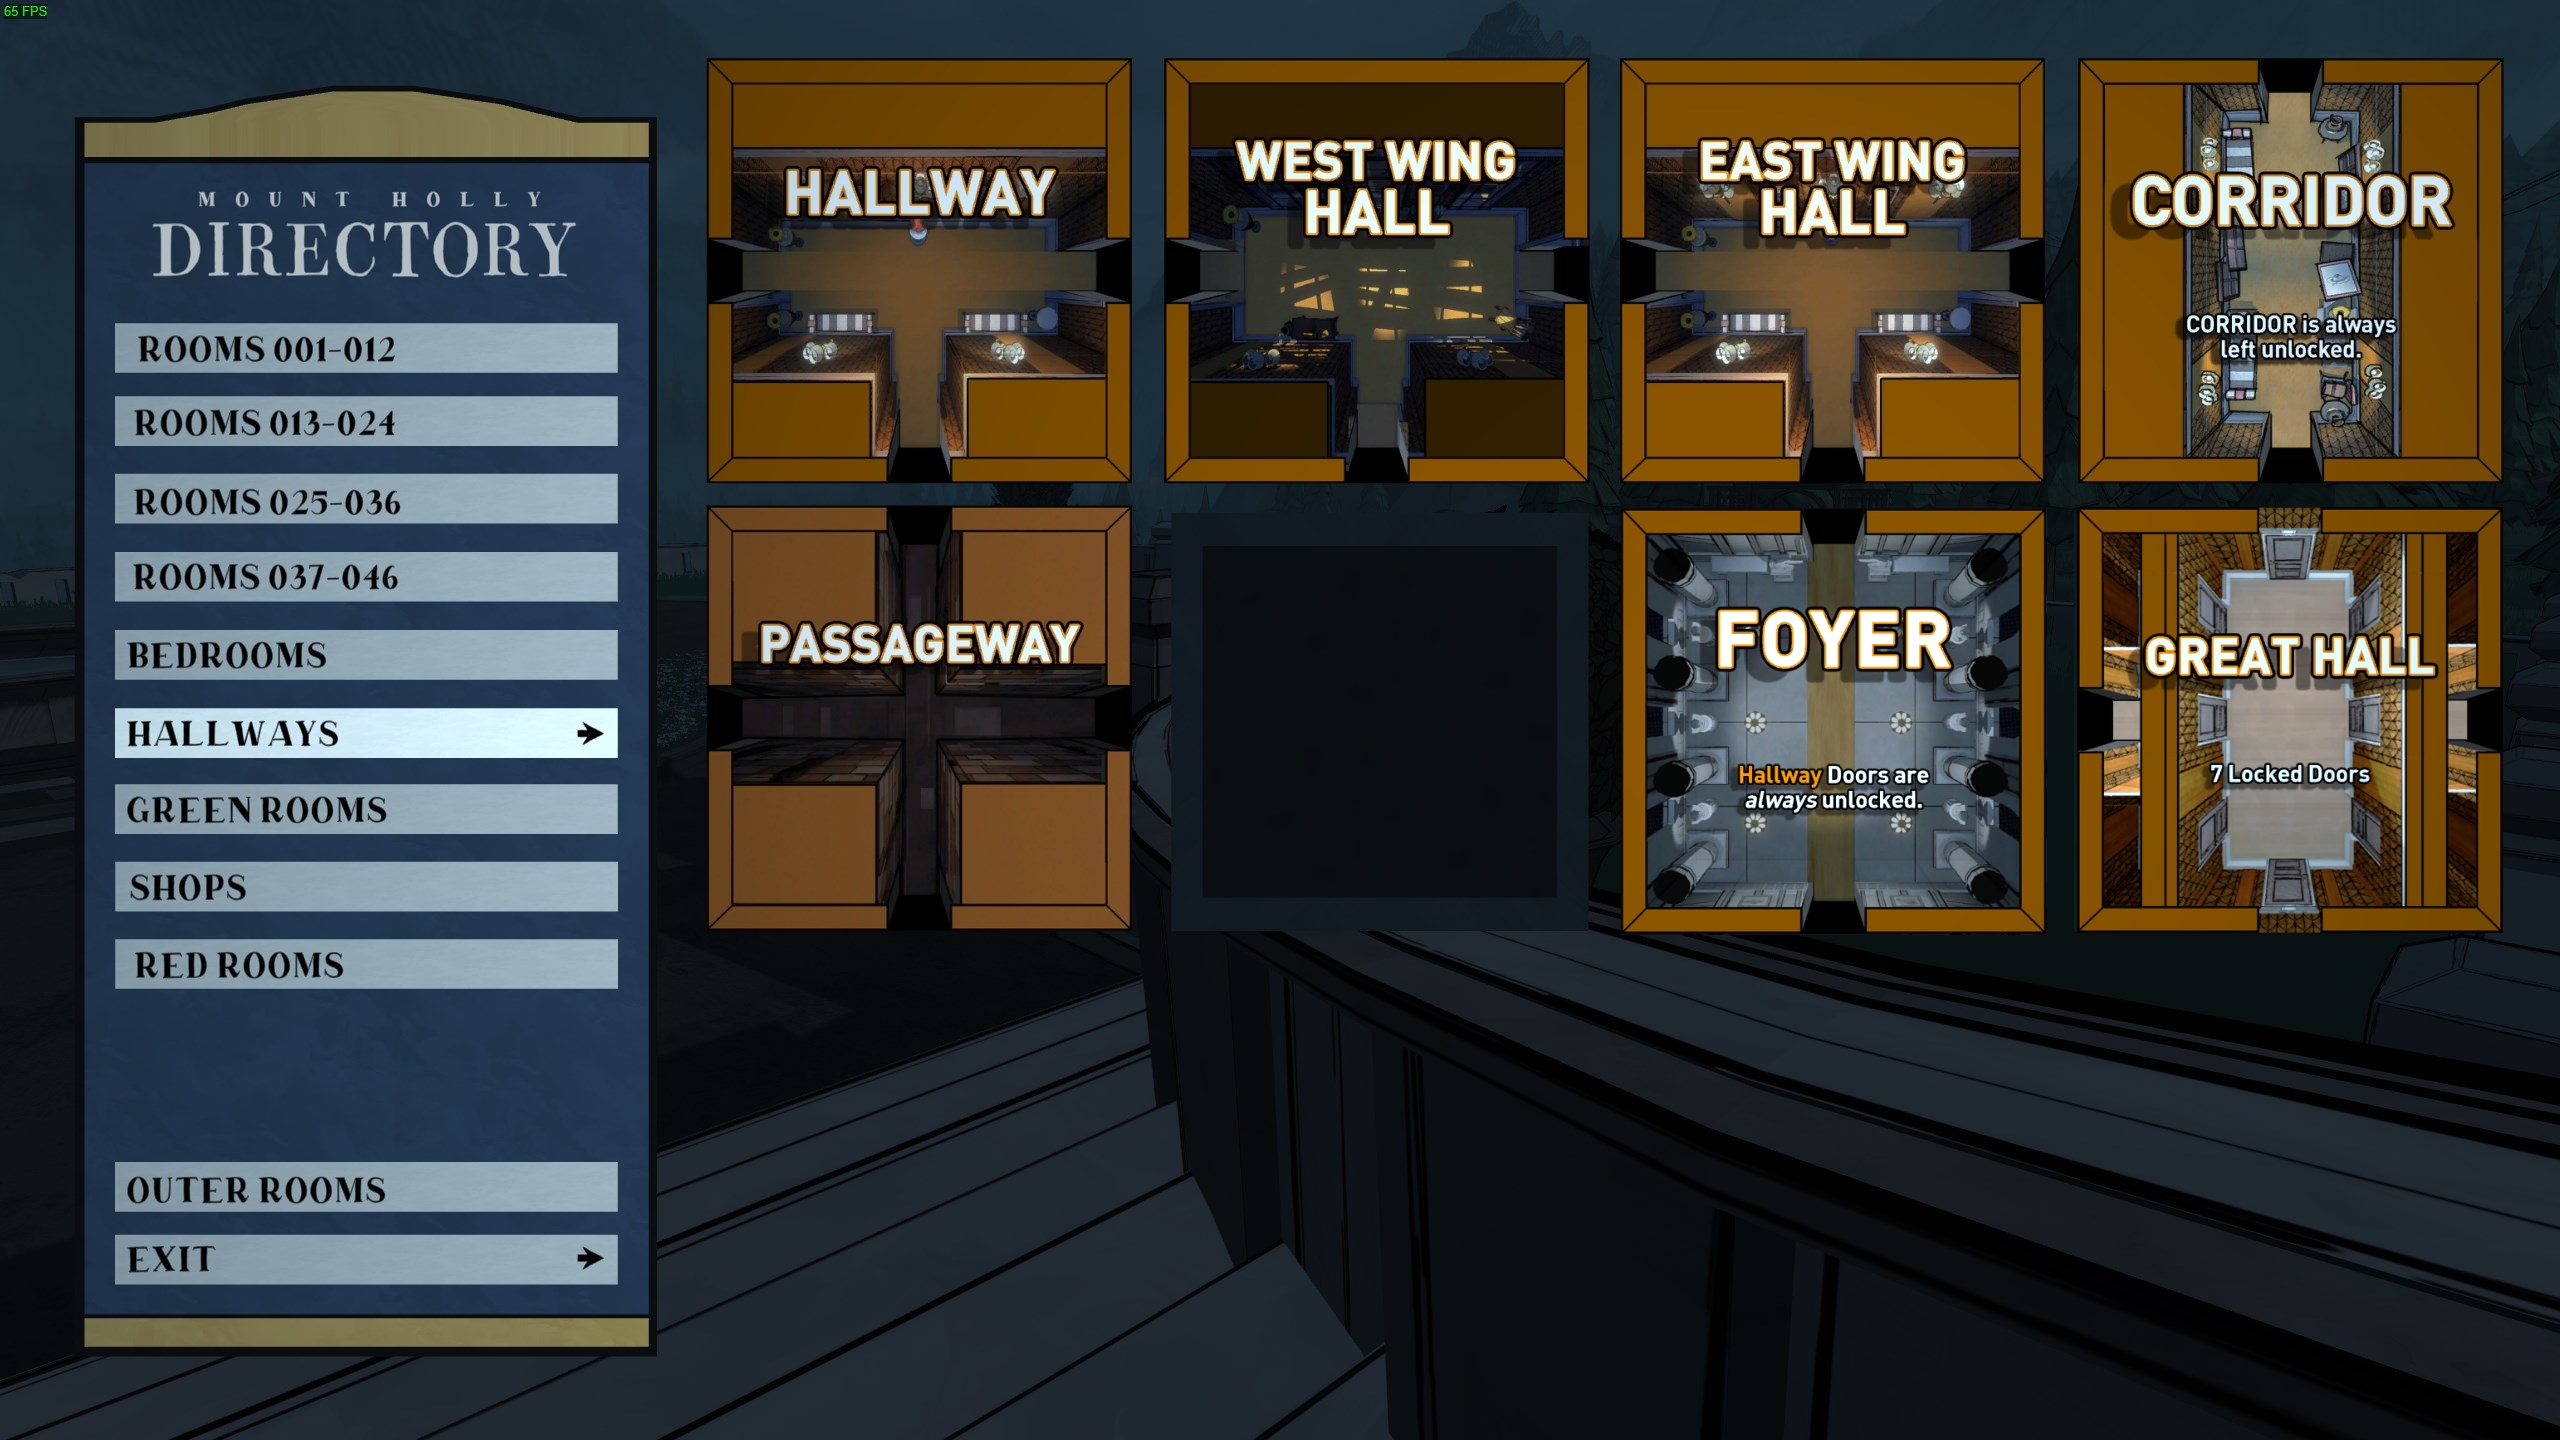 65 FPS
MOUNT HOLLY
DIRECTORY
ROOMS 001-012
ROOMS 013-024
ROOMS 025-036
ROOMS 037-046
BEDROOMS
HALLWAYS
GREEN ROOMS
SHOPS
RED ROOMS
OUTER ROOMS
EXIT
HALLWAY
WEST WING
HALL
EAST WING
HALL
CORRIDOR
CORRIDOR is always
left unlocked.
PASSAGEWAY
FOYER
Hallway Doors are
always unlocked.
GREAT HALL
7 Locked Doors